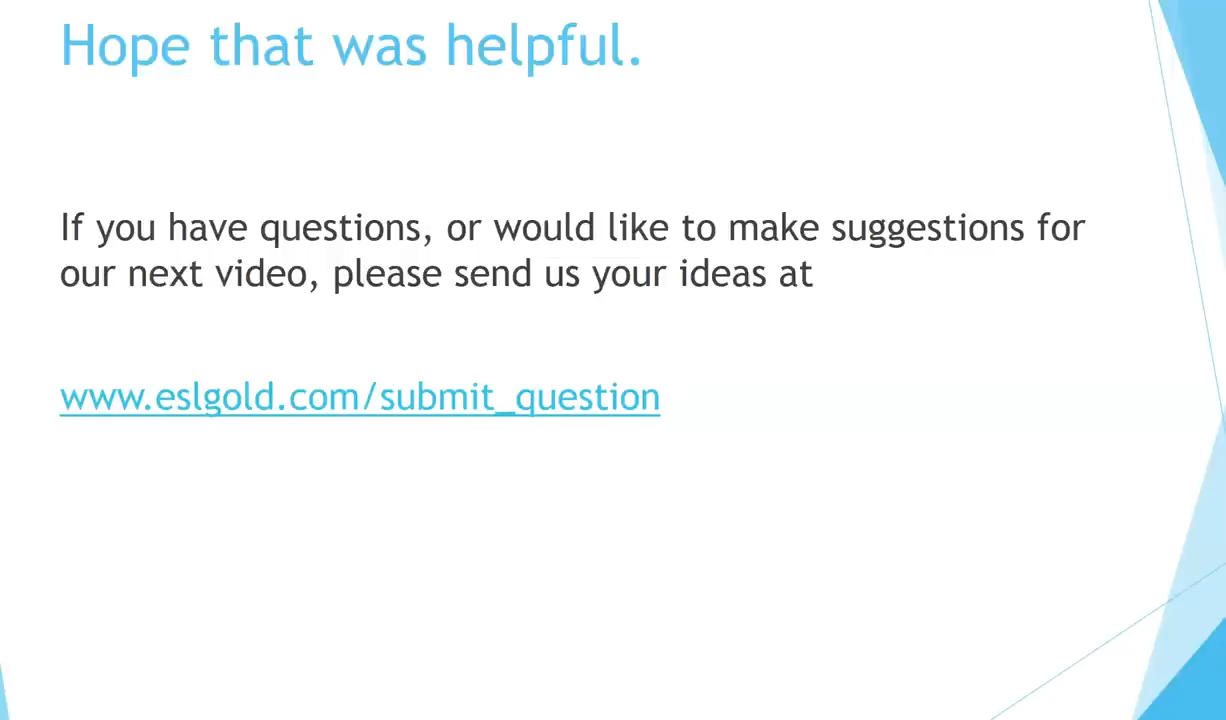 Hope that was helpful.
If you have questions, or would like to make suggestions for
our next video, please send us your ideas at
www.eslgold.com/submit_question